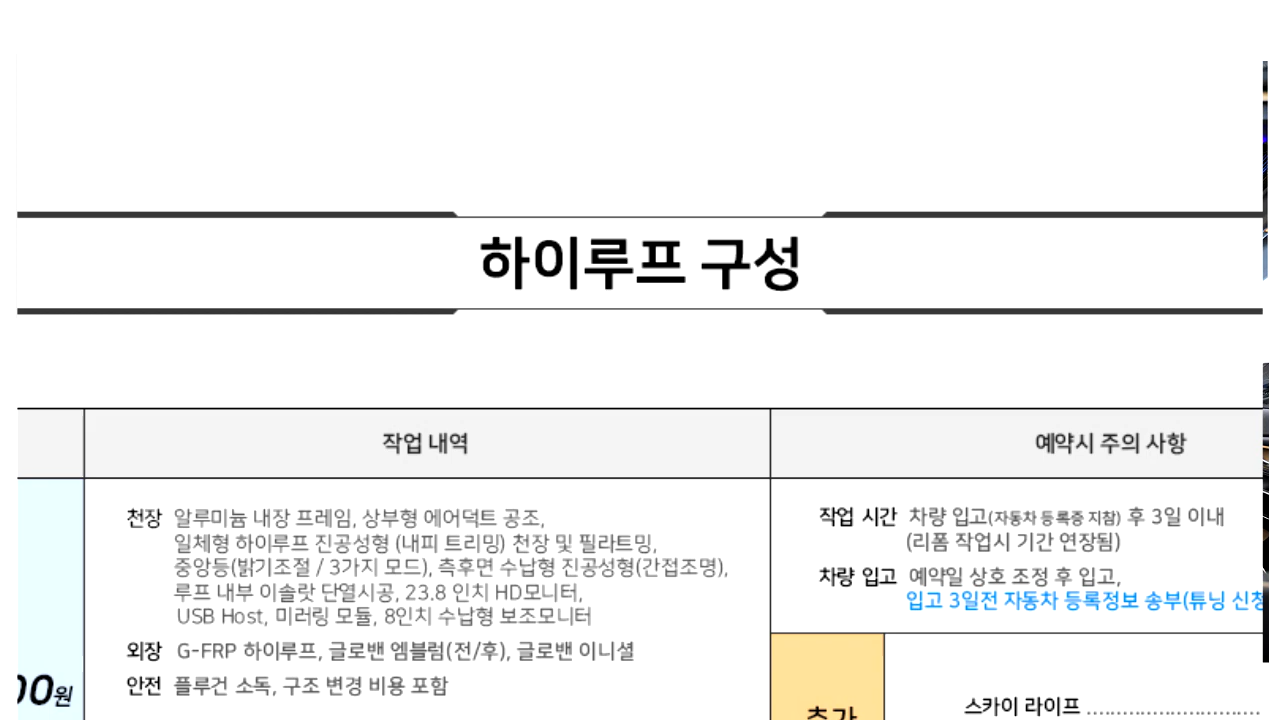 하이루프 구성
작업 내역
예약시 주의 사항
천장 알루미늄 내장 프레임, 상부형 에어덕트 공조,
일체형 하이루프 진공성형 (내피 트리밍) 천장 및 필라트밍,
중앙등(밝기조절 / 3가지 모드), 측후면 수납형 진공성형(간접조명),
루프 내부 이솔랏 단열시공, 23.8 인치 HD모니터,
USB Host, 미러링 모듈, 8인치 수납형 보조모니터
외장 G-FRP 하이루프, 글로밴 엠블럼(전/후), 글로밴 이니셜
안전 플루건 소독, 구조 변경 비용 포함
00원
작업 시간 차량 입고(자동차 등록증 지참) 후 3일 이내
(리폼 작업시 기간 연장됨)
차량 입고 예약일 상호 조정 후 입고,
입고 3일전 자동차 등록정보 송부(튜닝 신청
추가
스카이 라이프 ..............................